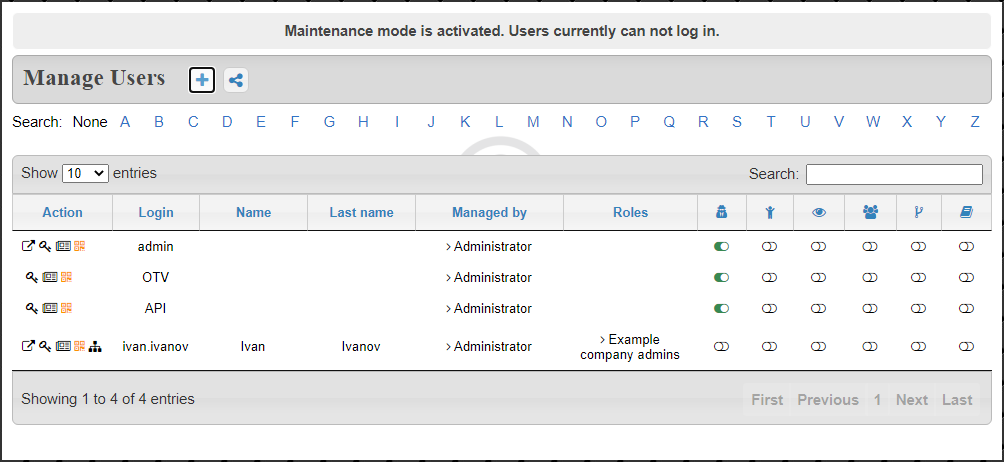 Maintenance mode is activated. Users currently can not log in.
Manage Users
Search: None A B C D E F G H I J K L M N O P Q R S T U V W X Y Z
Show 10 entries Search:
Action Login Name Last name Managed by Roles
admin > Administrator
OTV > Administrator
API > Administrator
ivan.ivanov Ivan Ivanov > Administrator > Example
company admins
Showing 1 to 4 of 4 entries First Previous 1 Next Last